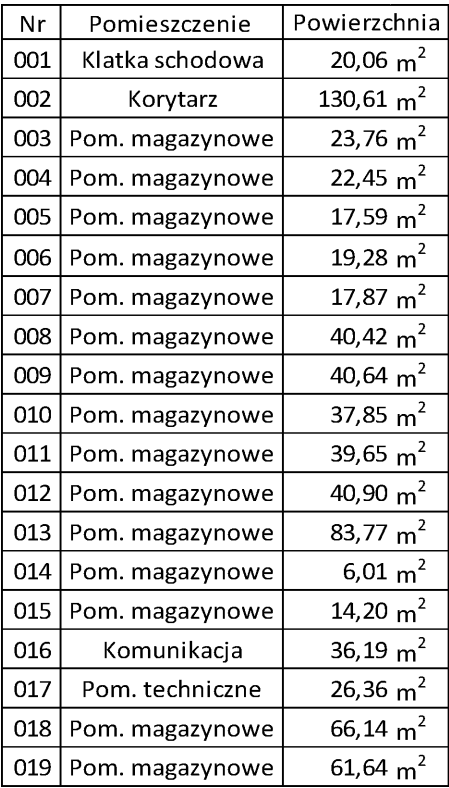 Nr Pomieszczenie Powierzchnia
001 Klatka schodowa 20,06 m²
002 Korytarz 130,61 m²
003 Pom. magazynowe 23,76 m²
004 Pom. magazynowe 22,45 m²
005 Pom. magazynowe 17,59 m²
006 Pom. magazynowe 19,28 m²
007 Pom. magazynowe 17,87 m²
008 Pom. magazynowe 40,42 m²
009 Pom. magazynowe 40,64 m²
010 Pom. magazynowe 37,85 m²
011 Pom. magazynowe 39,65 m²
012 Pom. magazynowe 40,90 m²
013 Pom. magazynowe 83,77 m²
014 Pom. magazynowe 6,01 m²
015 Pom. magazynowe 14,20 m²
016 Komunikacja 36,19 m²
017 Pom. techniczne 26,36 m²
018 Pom. magazynowe 66,14 m²
019 Pom. magazynowe 61,64 m²